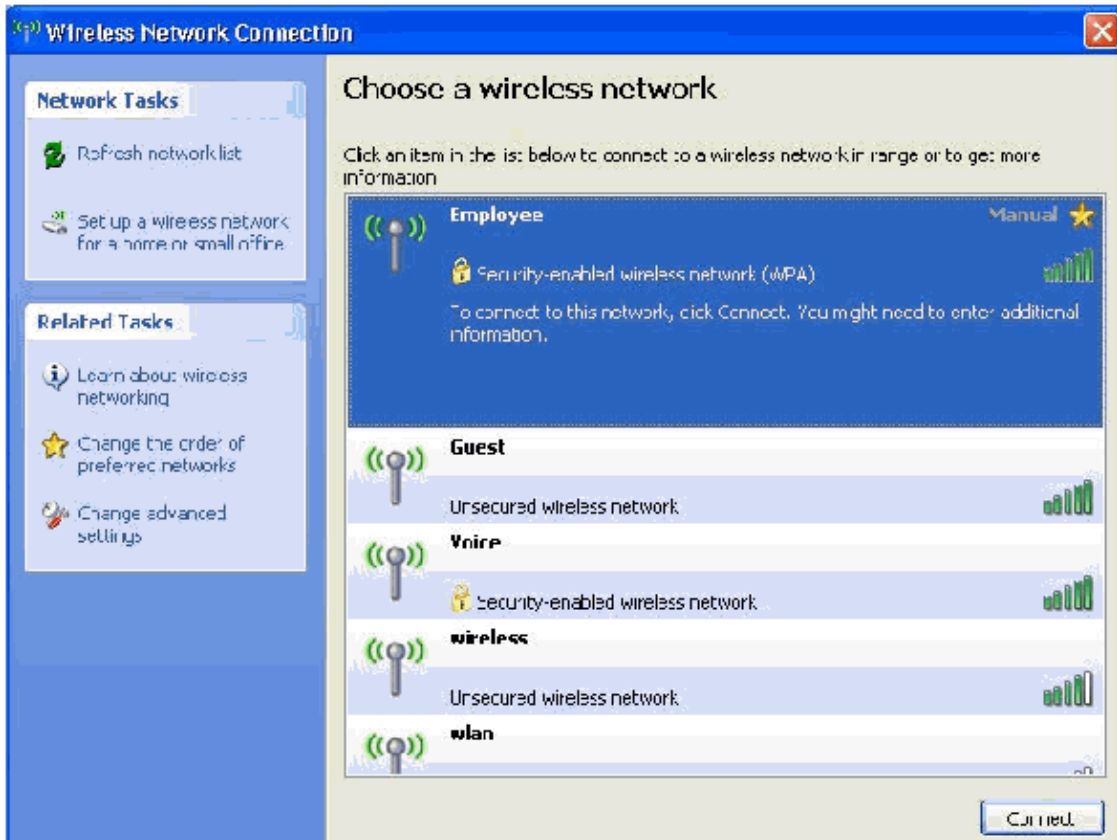 Wireless Network Connection
Network Tasks
Refresh network list
Set up a wireless network
for a home or small office
Related Tasks
Learn about wireless
networking
Change the order of
preferred networks
Change advanced
settings
Choose a wireless network
Click an item in the list below to connect to a wireless network in range or to get more
information
Employee
Manual
Security-enabled wireless network (WPA)
To connect to this network, click Connect. You might need to enter additional
information.
Guest
Unsecured wireless network
Voice
Security-enabled wireless network
wireless
Unsecured wireless network
wlan
Connect